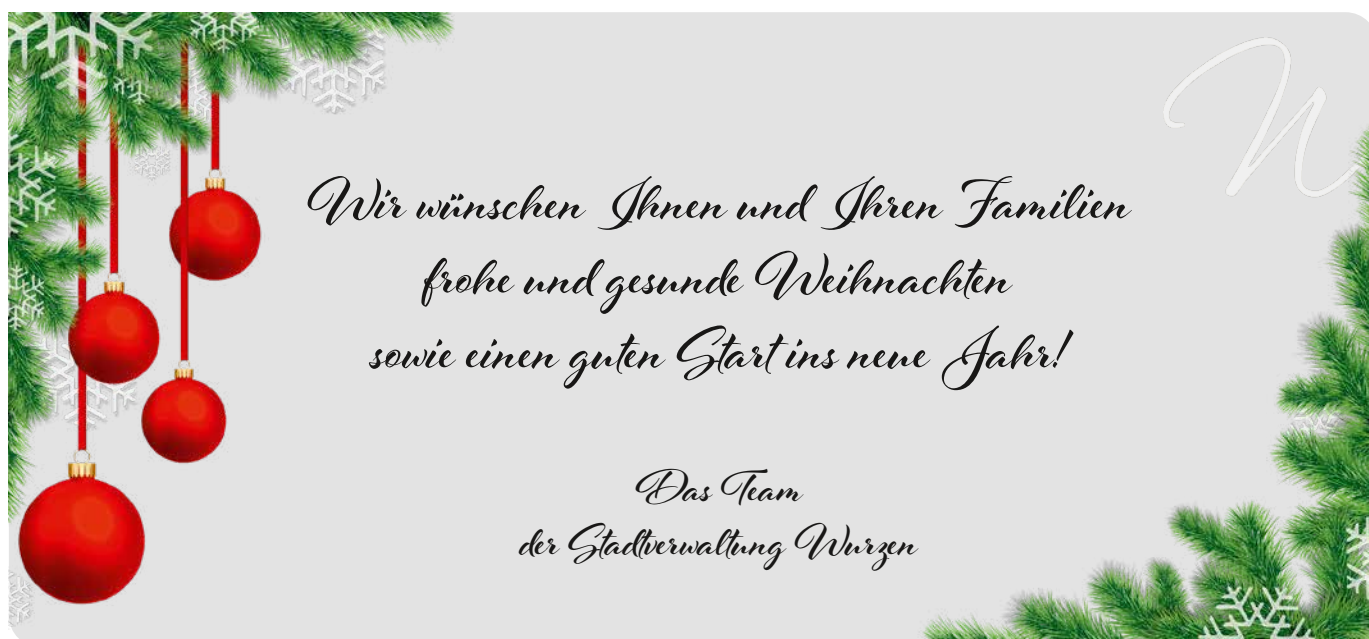 Wir wünschen Ihnen und Ihren Familien
frohe und gesunde Weihnachten
sowie einen guten Start ins neue Jahr!
Das Team
der Stadtverwaltung Wurzen